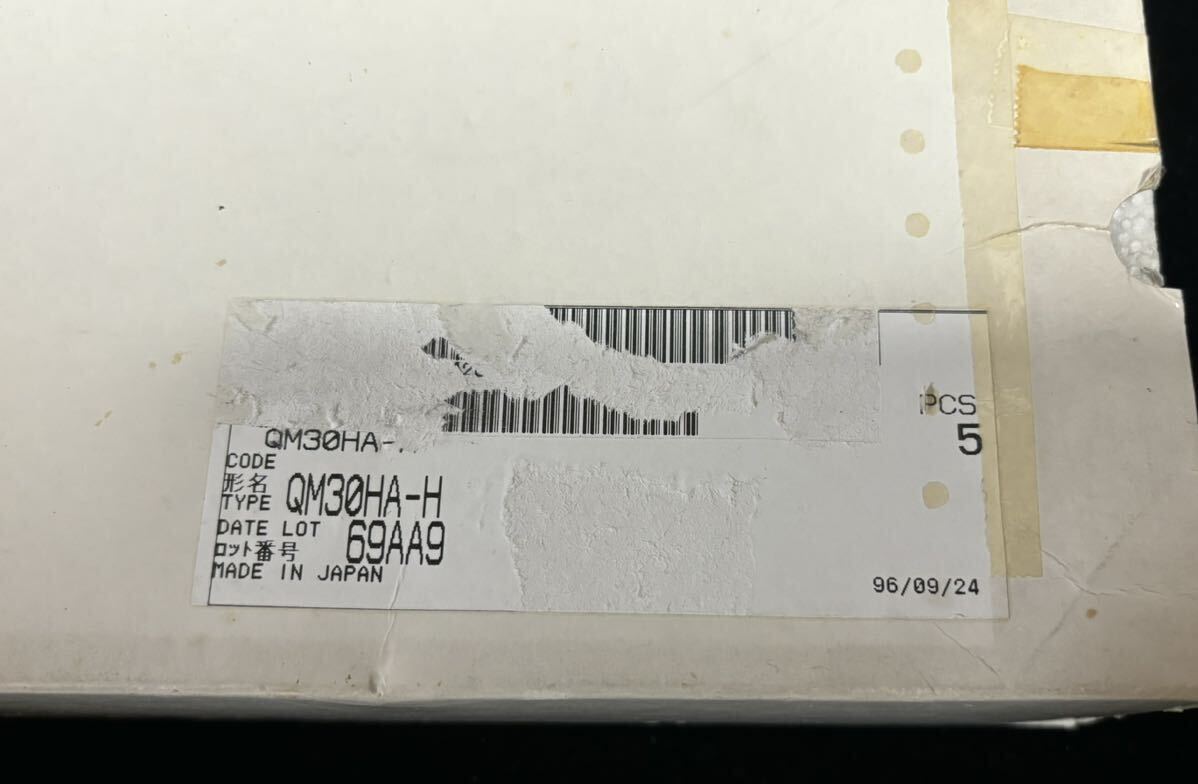 PCS
5
QM30HA-
CODE
形名
TYPE QM30HA-H
DATE LOT
ロット番号 69AA9
MADE IN JAPAN
96/09/24